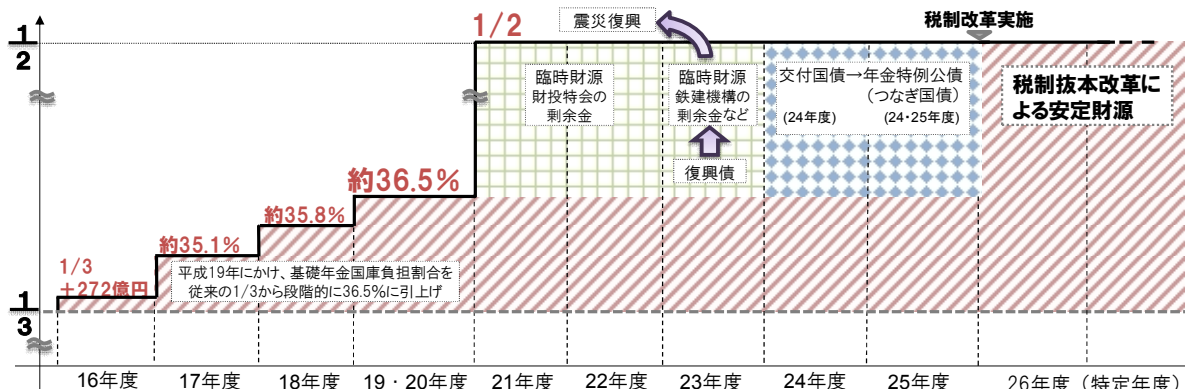 震災復興
税制改革実施
1/2
1
2
臨時財源
財投特会の
剰余金
臨時財源
鉄建機構の
剰余金など
交付国債→年金特例公債
(つなぎ国債)
(24年度)
(24・25年度)
税制抜本改革に
よる安定財源
復興債
約36.5%
約35.8%
約35.1%
1/3
+272億円
平成19年にかけ、基礎年金国庫負担割合を
従来の1/3から段階的に36.5%に引上げ
1
3
16年度
17年度
18年度
19・20年度
21年度
22年度
23年度
24年度
25年度
26年度(特定年度)